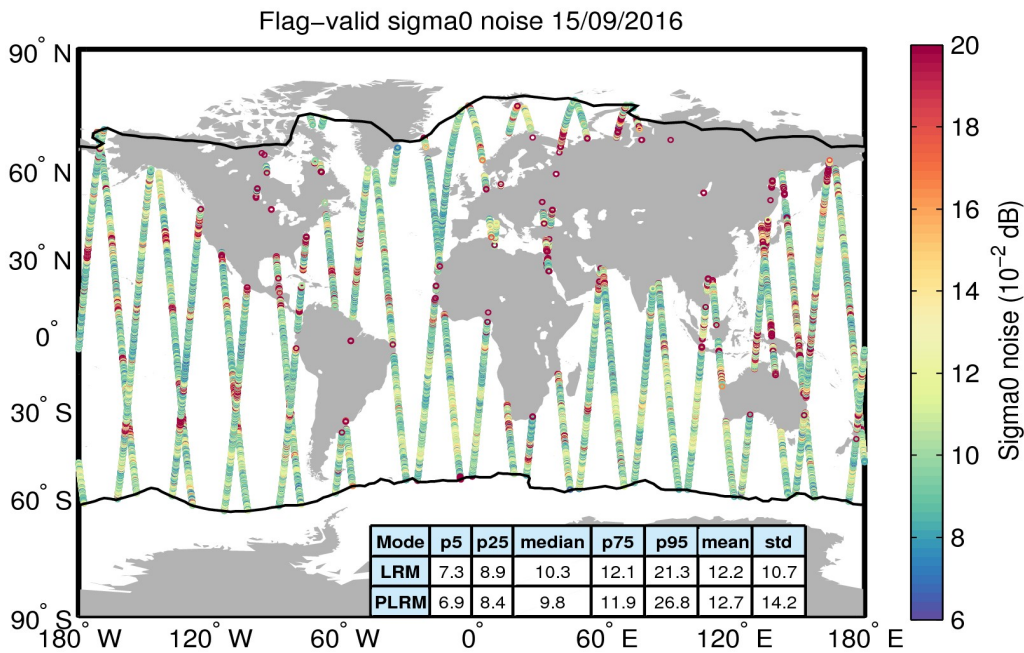 Flag−valid sigma0 noise 15/09/2016
90° N
60° N
30° N
0°
30° S
60° S
90° S
180° W
120° W
60° W
0°
60° E
120° E
180° E
Mode p5 p25 median p75 p95 mean std
LRM 7.3 8.9 10.3 12.1 21.3 12.2 10.7
PLRM 6.9 8.4 9.8 11.9 26.8 12.7 14.2
20
18
16
14
12
10
8
6
Sigma0 noise (10⁻² dB)